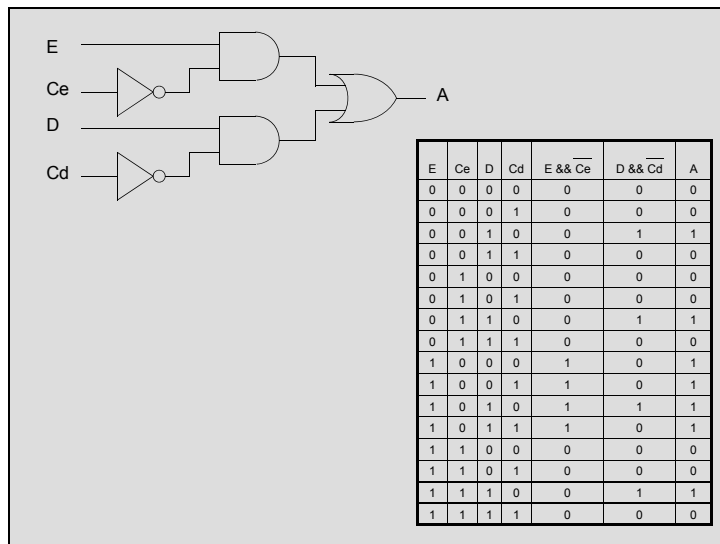 E
Ce
D
Cd
A
E Ce D Cd E && C̅e̅ D && C̅d̅ A
0 0 0 0 0 0 0
0 0 0 1 0 0 0
0 0 1 0 0 1 1
0 0 1 1 0 0 0
0 1 0 0 0 0 0
0 1 0 1 0 0 0
0 1 1 0 0 1 1
0 1 1 1 0 0 0
1 0 0 0 1 0 1
1 0 0 1 1 0 1
1 0 1 0 1 1 1
1 0 1 1 1 0 1
1 1 0 0 0 0 0
1 1 0 1 0 0 0
1 1 1 0 0 1 1
1 1 1 1 0 0 0